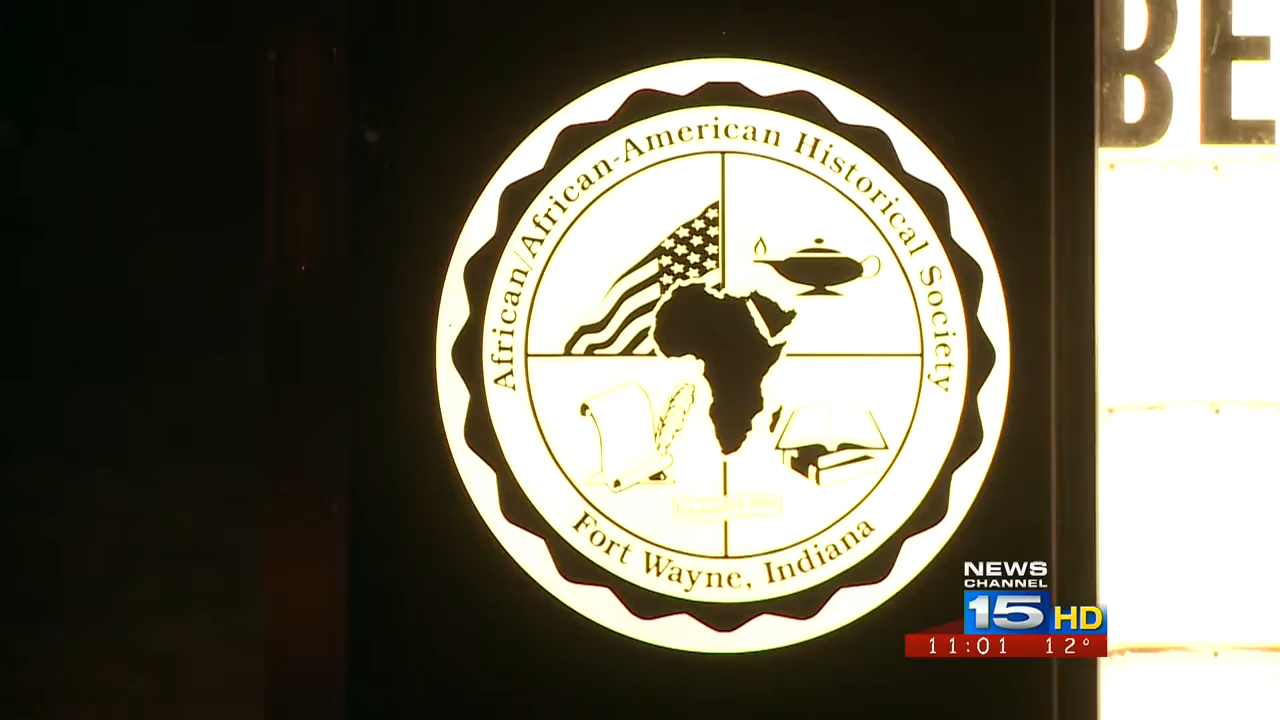 BE
African/African-American Historical Society
Fort Wayne, Indiana
NEWS
CHANNEL
15 HD
11:01 12°